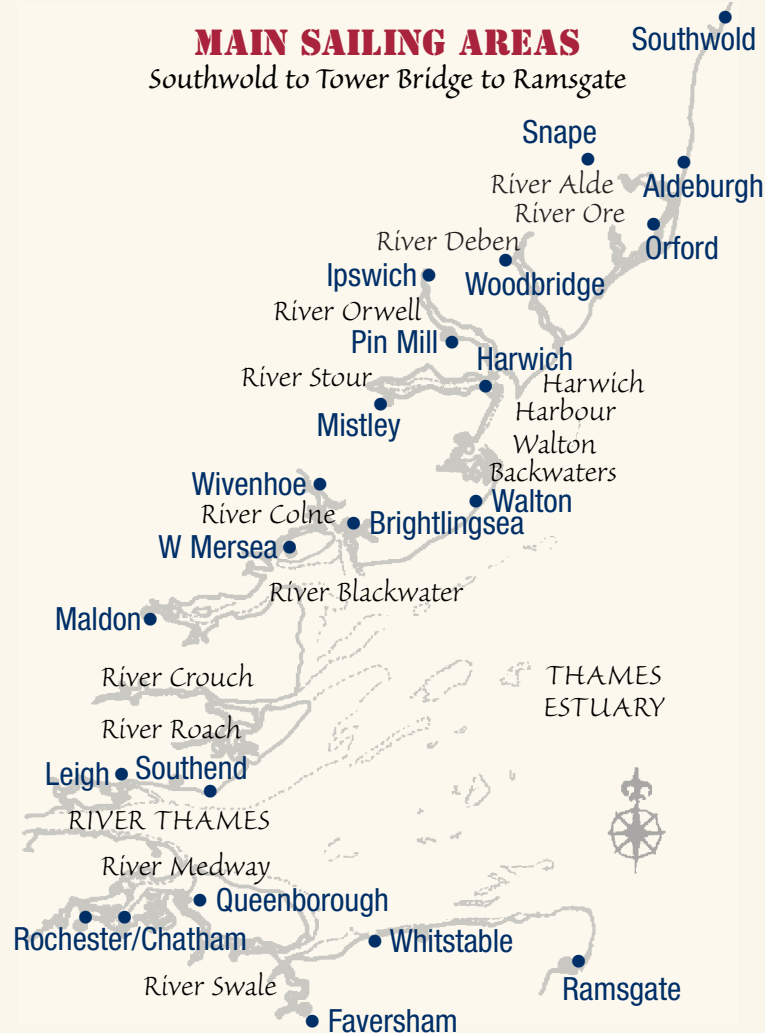 MAIN SAILING AREAS
Southwold to Tower Bridge to Ramsgate
Southwold
Snape
River Alde
Aldeburgh
River Ore
River Deben
Orford
Ipswich
Woodbridge
River Orwell
Pin Mill
Harwich
River Stour
Harwich
Harbour
Mistley
Walton
Backwaters
Wivenhoe
Walton
River Colne
Brightlingsea
W Mersea
River Blackwater
Maldon
River Crouch
THAMES
ESTUARY
River Roach
Leigh
Southend
RIVER THAMES
River Medway
Queenborough
Rochester/Chatham
Whitstable
River Swale
Ramsgate
Faversham